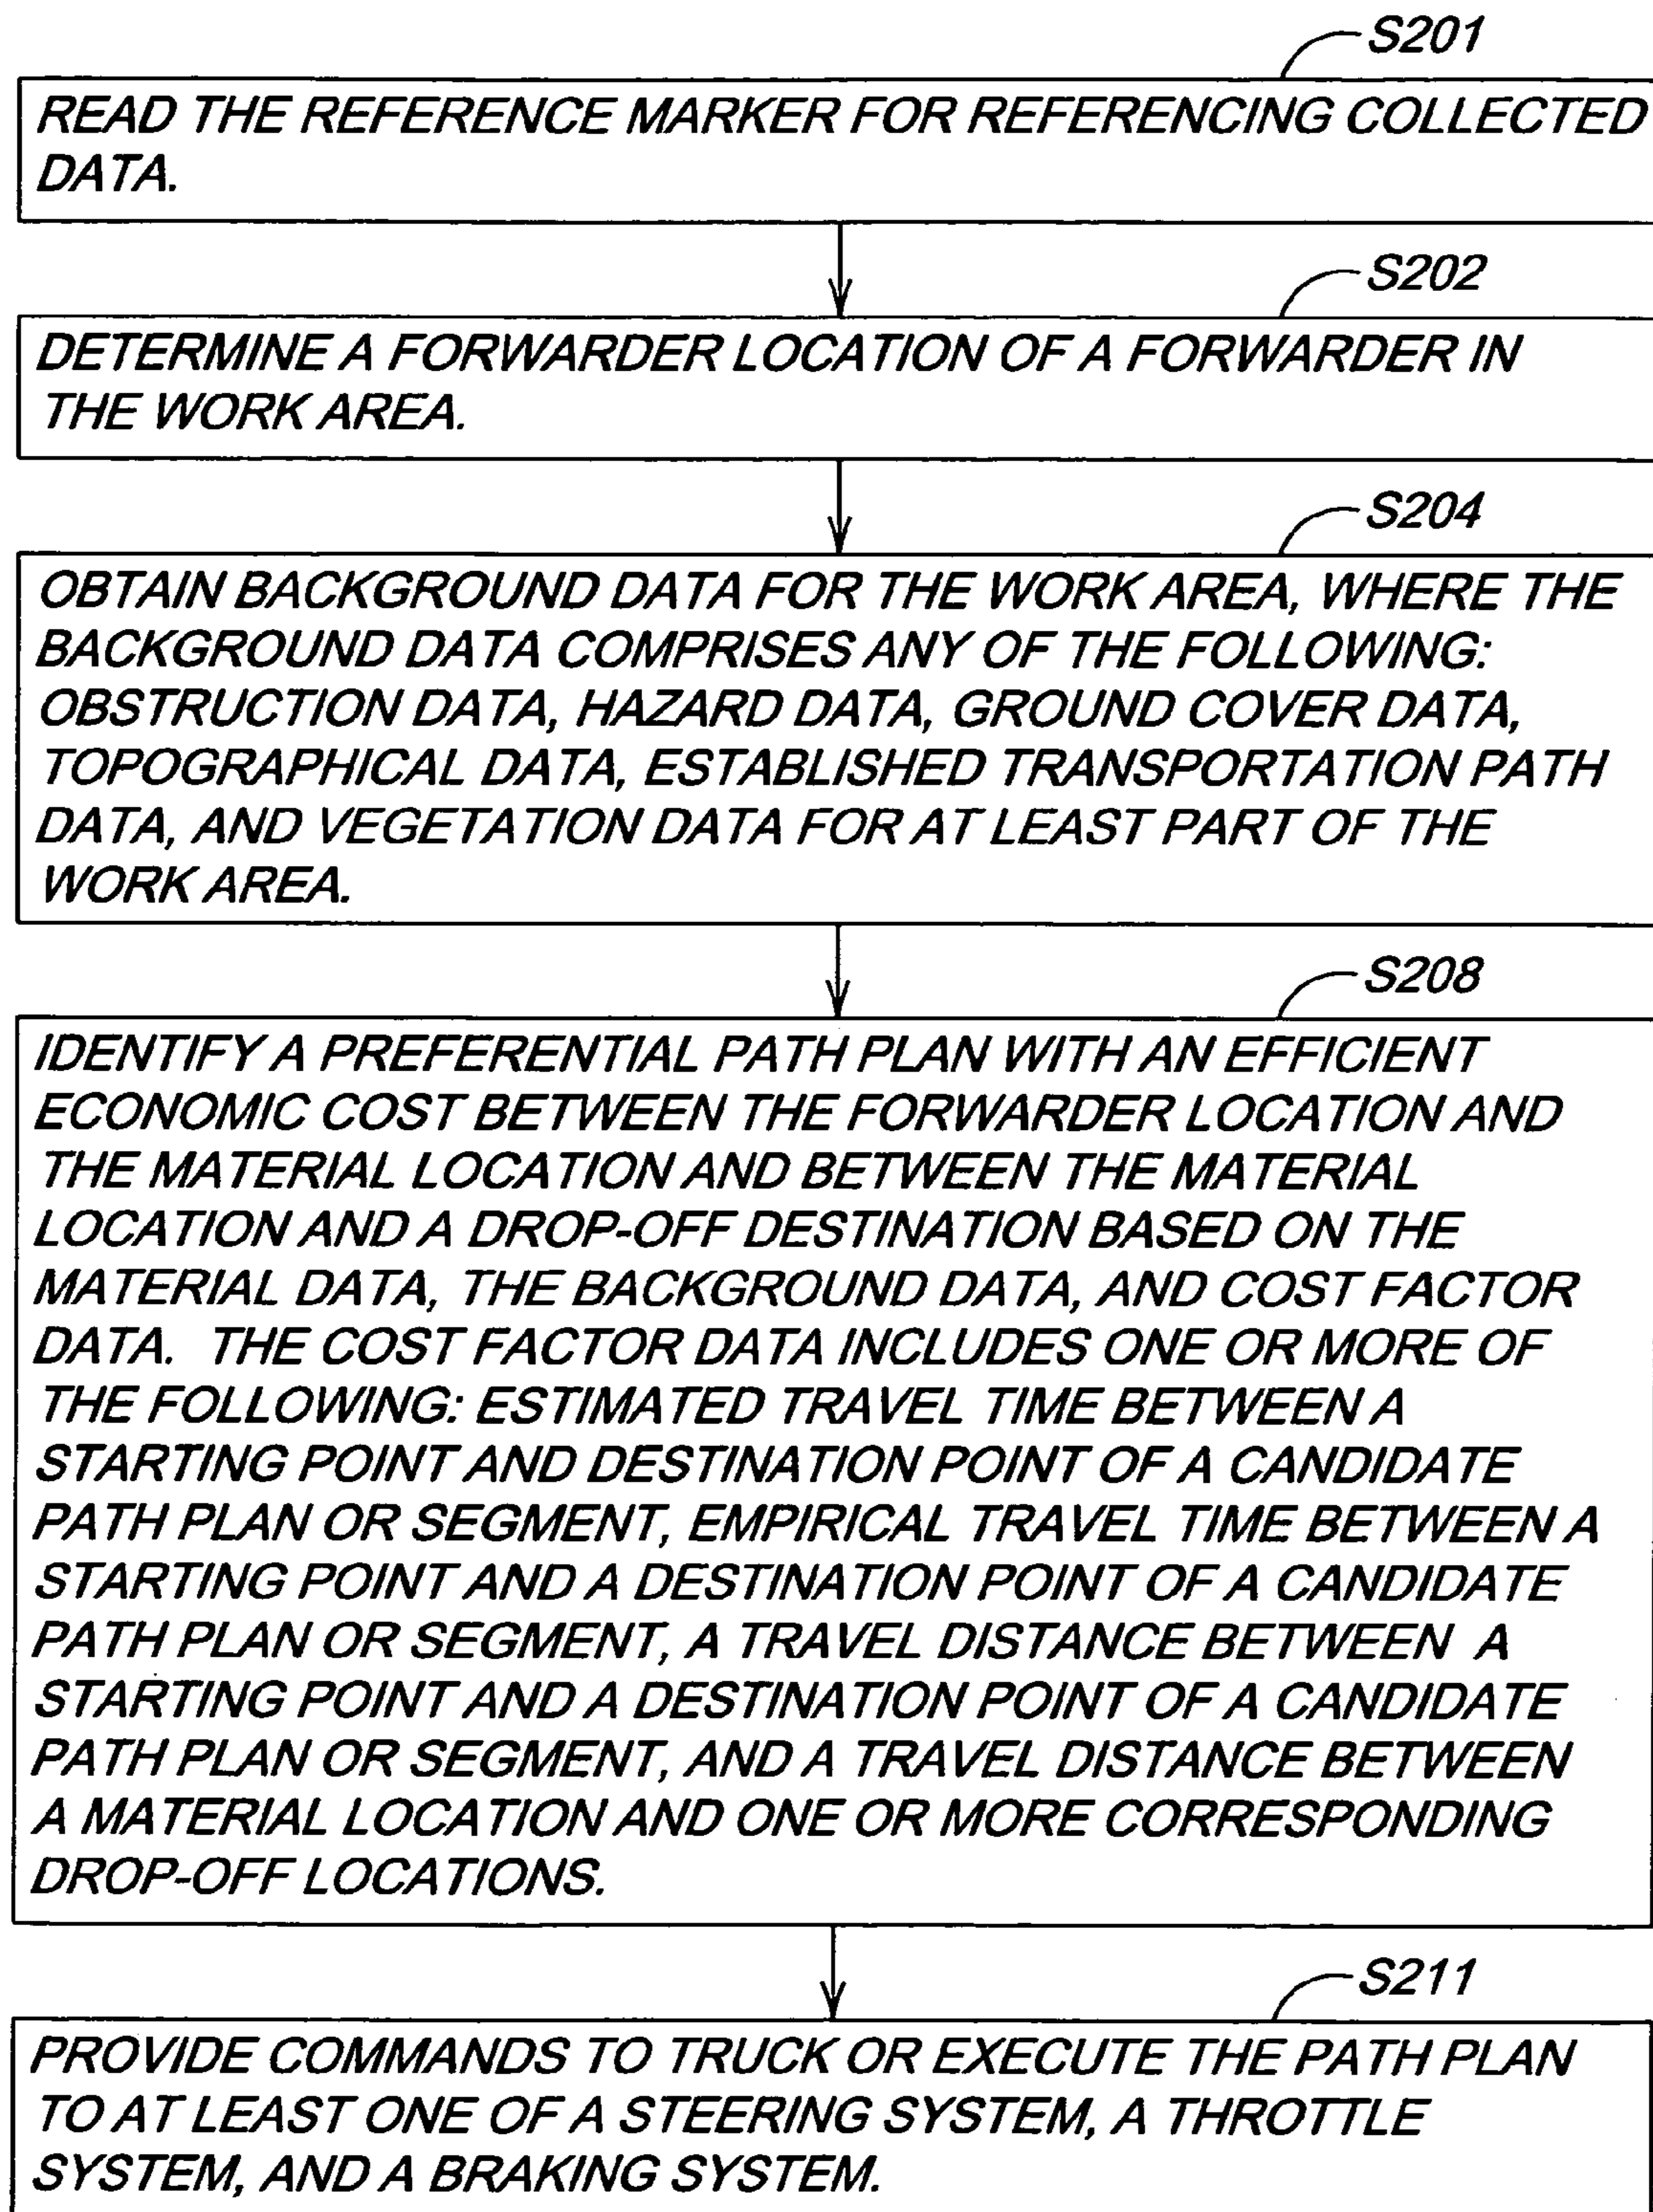 S201
READ THE REFERENCE MARKER FOR REFERENCING COLLECTED
DATA.
S202
DETERMINE A FORWARDER LOCATION OF A FORWARDER IN
THE WORK AREA.
S204
OBTAIN BACKGROUND DATA FOR THE WORK AREA, WHERE THE
BACKGROUND DATA COMPRISES ANY OF THE FOLLOWING:
OBSTRUCTION DATA, HAZARD DATA, GROUND COVER DATA,
TOPOGRAPHICAL DATA, ESTABLISHED TRANSPORTATION PATH
DATA, AND VEGETATION DATA FOR AT LEAST PART OF THE
WORK AREA.
S208
IDENTIFY A PREFERENTIAL PATH PLAN WITH AN EFFICIENT
ECONOMIC COST BETWEEN THE FORWARDER LOCATION AND
THE MATERIAL LOCATION AND BETWEEN THE MATERIAL
LOCATION AND A DROP-OFF DESTINATION BASED ON THE
MATERIAL DATA, THE BACKGROUND DATA, AND COST FACTOR
DATA. THE COST FACTOR DATA INCLUDES ONE OR MORE OF
THE FOLLOWING: ESTIMATED TRAVEL TIME BETWEEN A
STARTING POINT AND DESTINATION POINT OF A CANDIDATE
PATH PLAN OR SEGMENT, EMPIRICAL TRAVEL TIME BETWEEN A
STARTING POINT AND A DESTINATION POINT OF A CANDIDATE
PATH PLAN OR SEGMENT, A TRAVEL DISTANCE BETWEEN A
STARTING POINT AND A DESTINATION POINT OF A CANDIDATE
PATH PLAN OR SEGMENT, AND A TRAVEL DISTANCE BETWEEN
A MATERIAL LOCATION AND ONE OR MORE CORRESPONDING
DROP-OFF LOCATIONS.
S211
PROVIDE COMMANDS TO TRUCK OR EXECUTE THE PATH PLAN
TO AT LEAST ONE OF A STEERING SYSTEM, A THROTTLE
SYSTEM, AND A BRAKING SYSTEM.